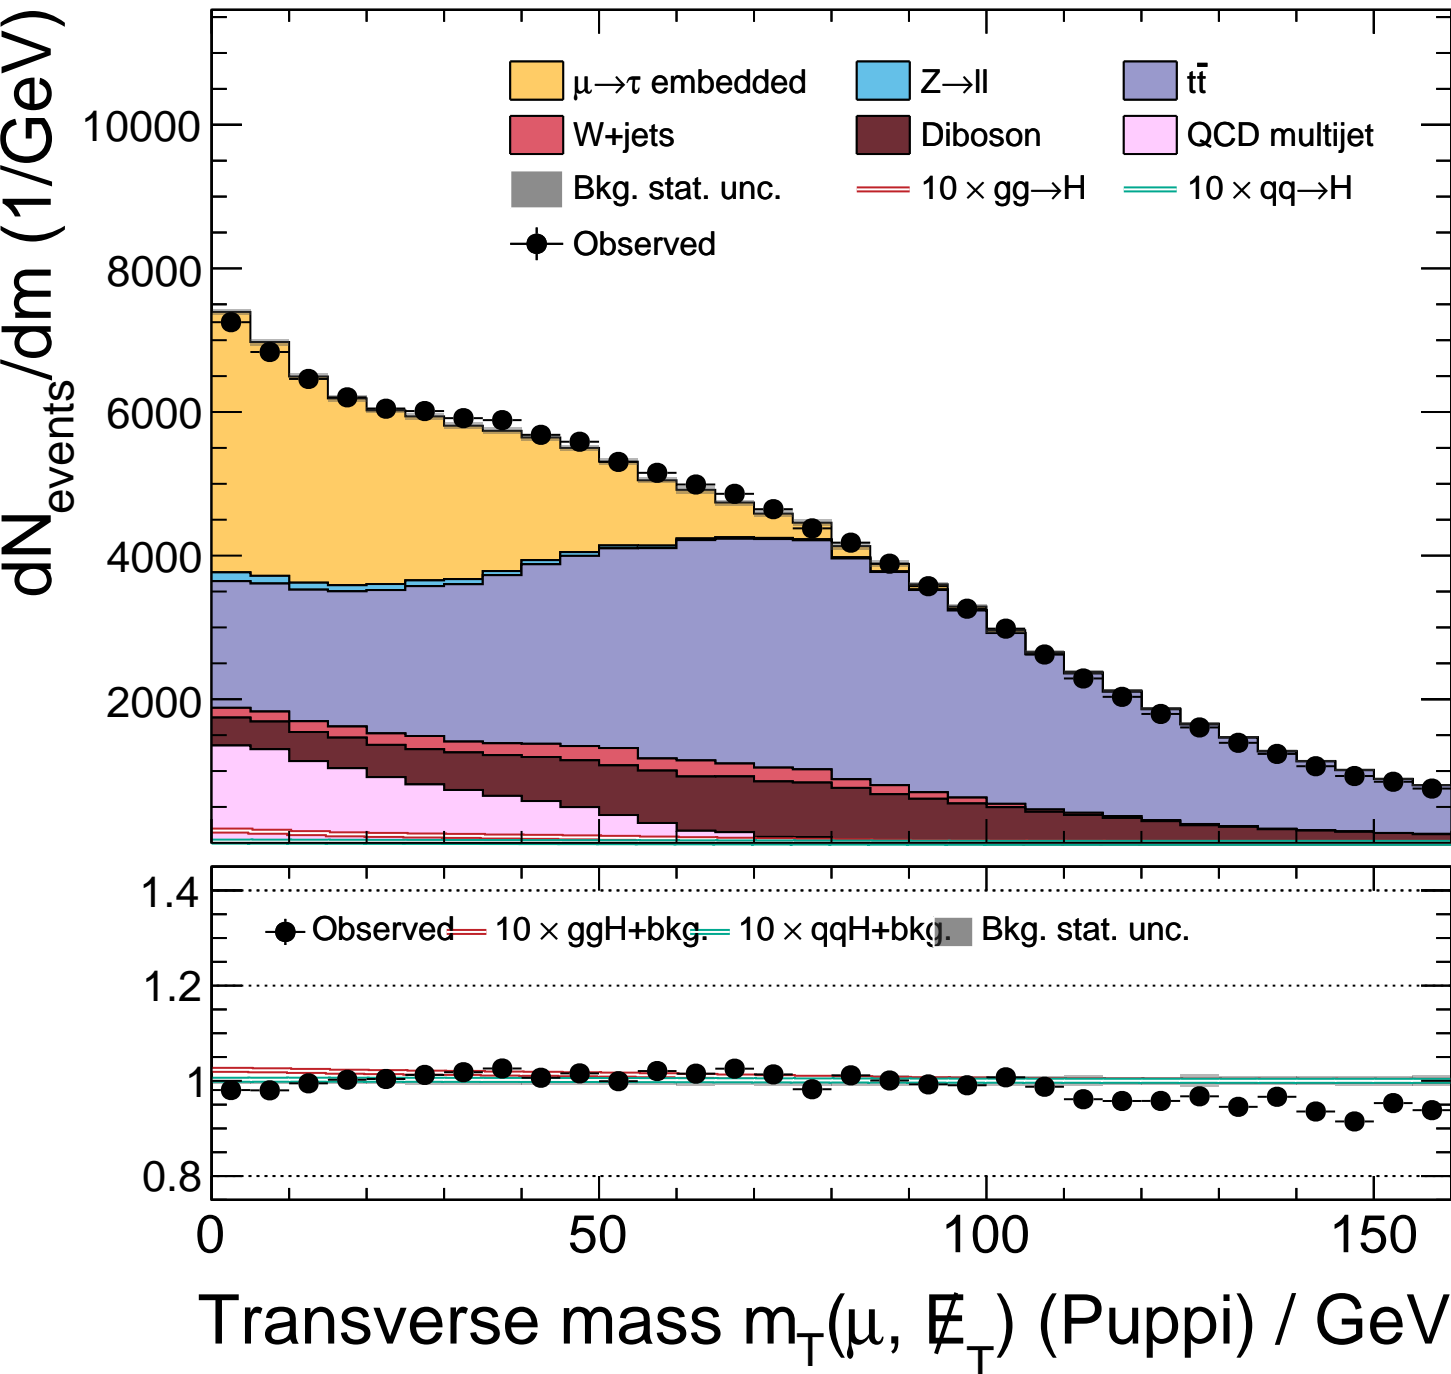 dN_events/dm (1/GeV)
μ→τ embedded Z→ll tt̄
W+jets Diboson QCD multijet
Bkg. stat. unc. 10 × gg→H 10 × qq→H
Observed
10000
8000
6000
4000
2000
Observed 10 × ggH+bkg. 10 × qqH+bkg. Bkg. stat. unc.
1.4
1.2
1
0.8
0 50 100 150
Transverse mass m_T(μ, E̸_T) (Puppi) / GeV